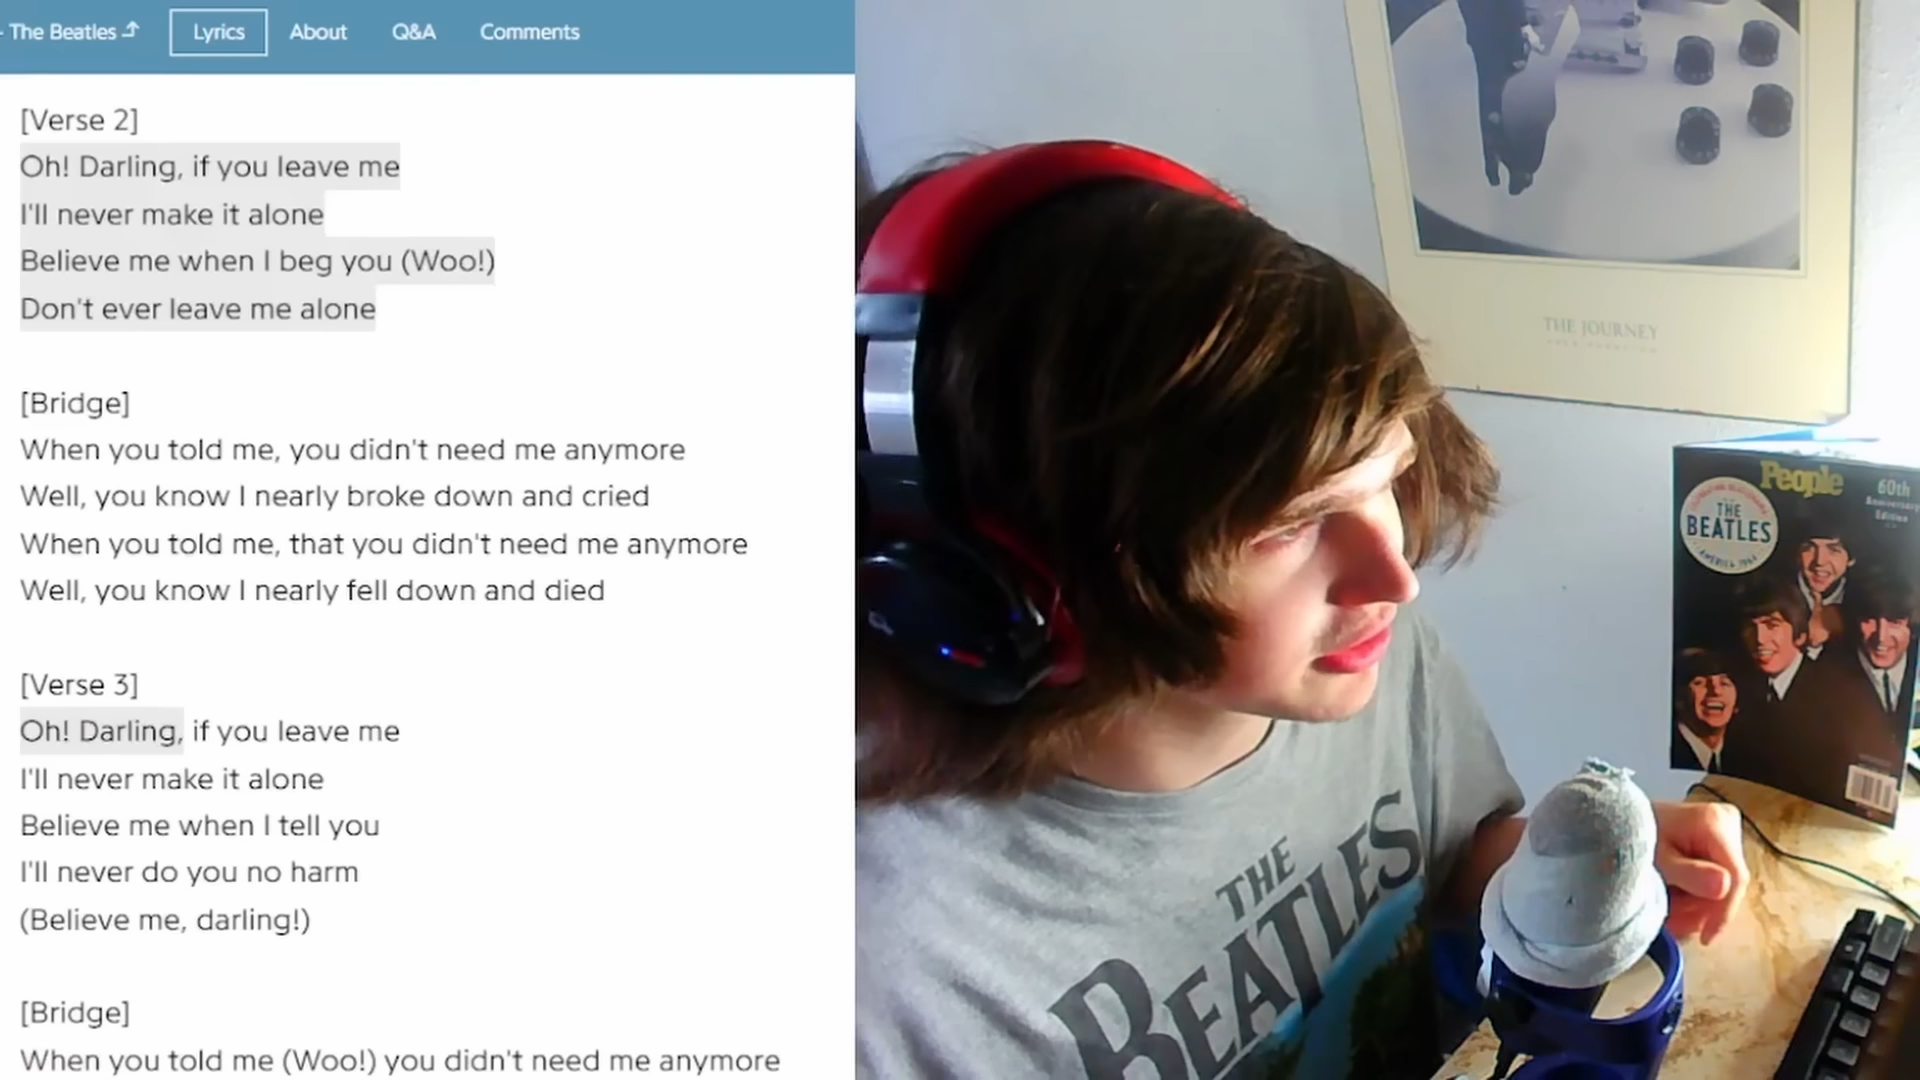 - The Beatles
Lyrics
About
Q&A
Comments
[Verse 2]
Oh! Darling, if you leave me
I'll never make it alone
Believe me when I beg you (Woo!)
Don't ever leave me alone
[Bridge]
When you told me, you didn't need me anymore
Well, you know I nearly broke down and cried
When you told me, that you didn't need me anymore
Well, you know I nearly fell down and died
[Verse 3]
Oh! Darling, if you leave me
I'll never make it alone
Believe me when I tell you
I'll never do you no harm
(Believe me, darling!)
[Bridge]
When you told me (Woo!) you didn't need me anymore
THE JOURNEY
People
60th
Anniversary
Edition
THE
BEATLES
THE
BEATLES